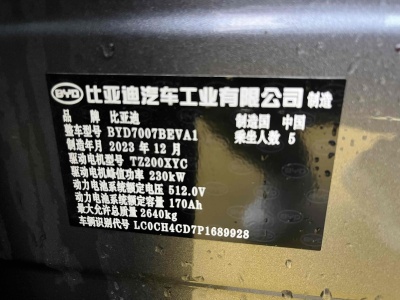 BYD 比亚迪汽车工业有限公司 制造
品 牌 比亚迪 制造国 中国
整车型号 BYD7007BEVA1 乘坐人数 5
制造年月 2023 年 12 月
驱动电机型号 TZ200XYC
驱动电机峰值功率 230kW
动力电池系统额定电压 512.0V
动力电池系统额定容量 170Ah
最大允许总质量 2640kg
车辆识别代号 LC0CH4CD7P1689928